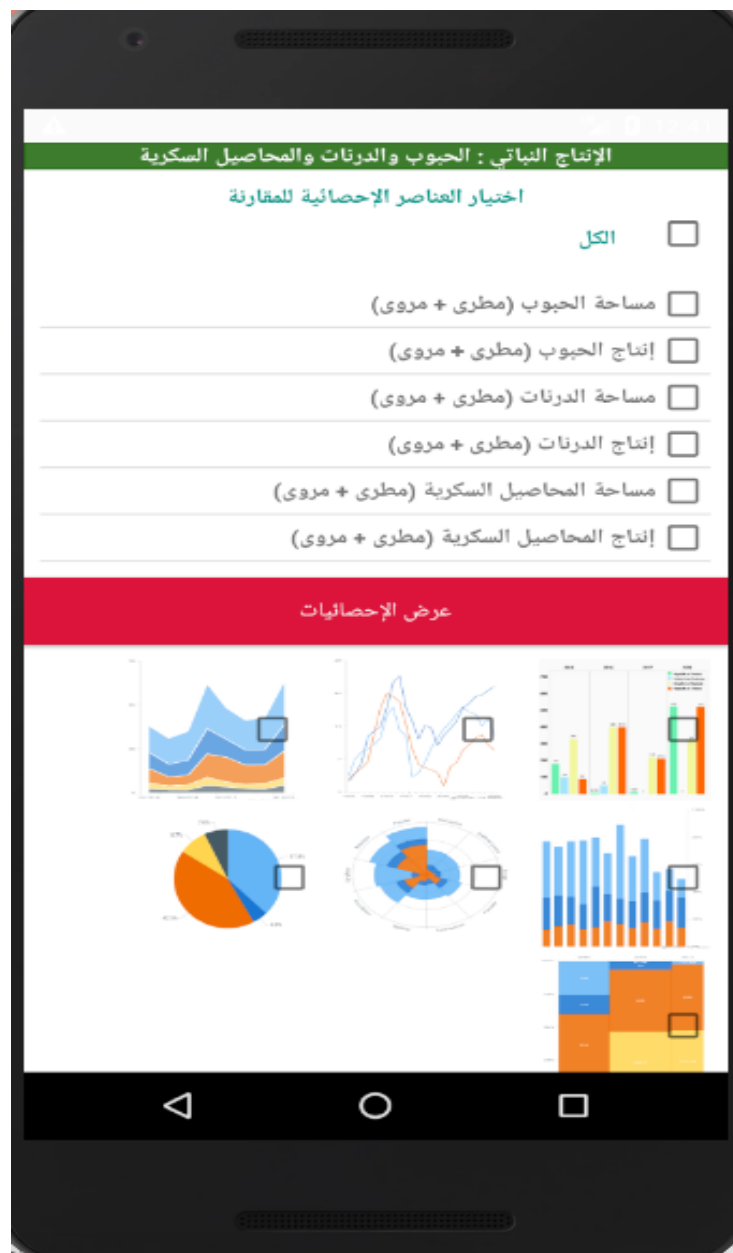 12:41
الإنتاج النباتي : الحبوب والدرنات والمحاصيل السكرية
اختيار العناصر الإحصائية للمقارنة
الكل
مساحة الحبوب (مطرى + مروى)
إنتاج الحبوب (مطرى + مروى)
مساحة الدرنات (مطرى + مروى)
إنتاج الدرنات (مطرى + مروى)
مساحة المحاصيل السكرية (مطرى + مروى)
إنتاج المحاصيل السكرية (مطرى + مروى)
عرض الإحصائيات